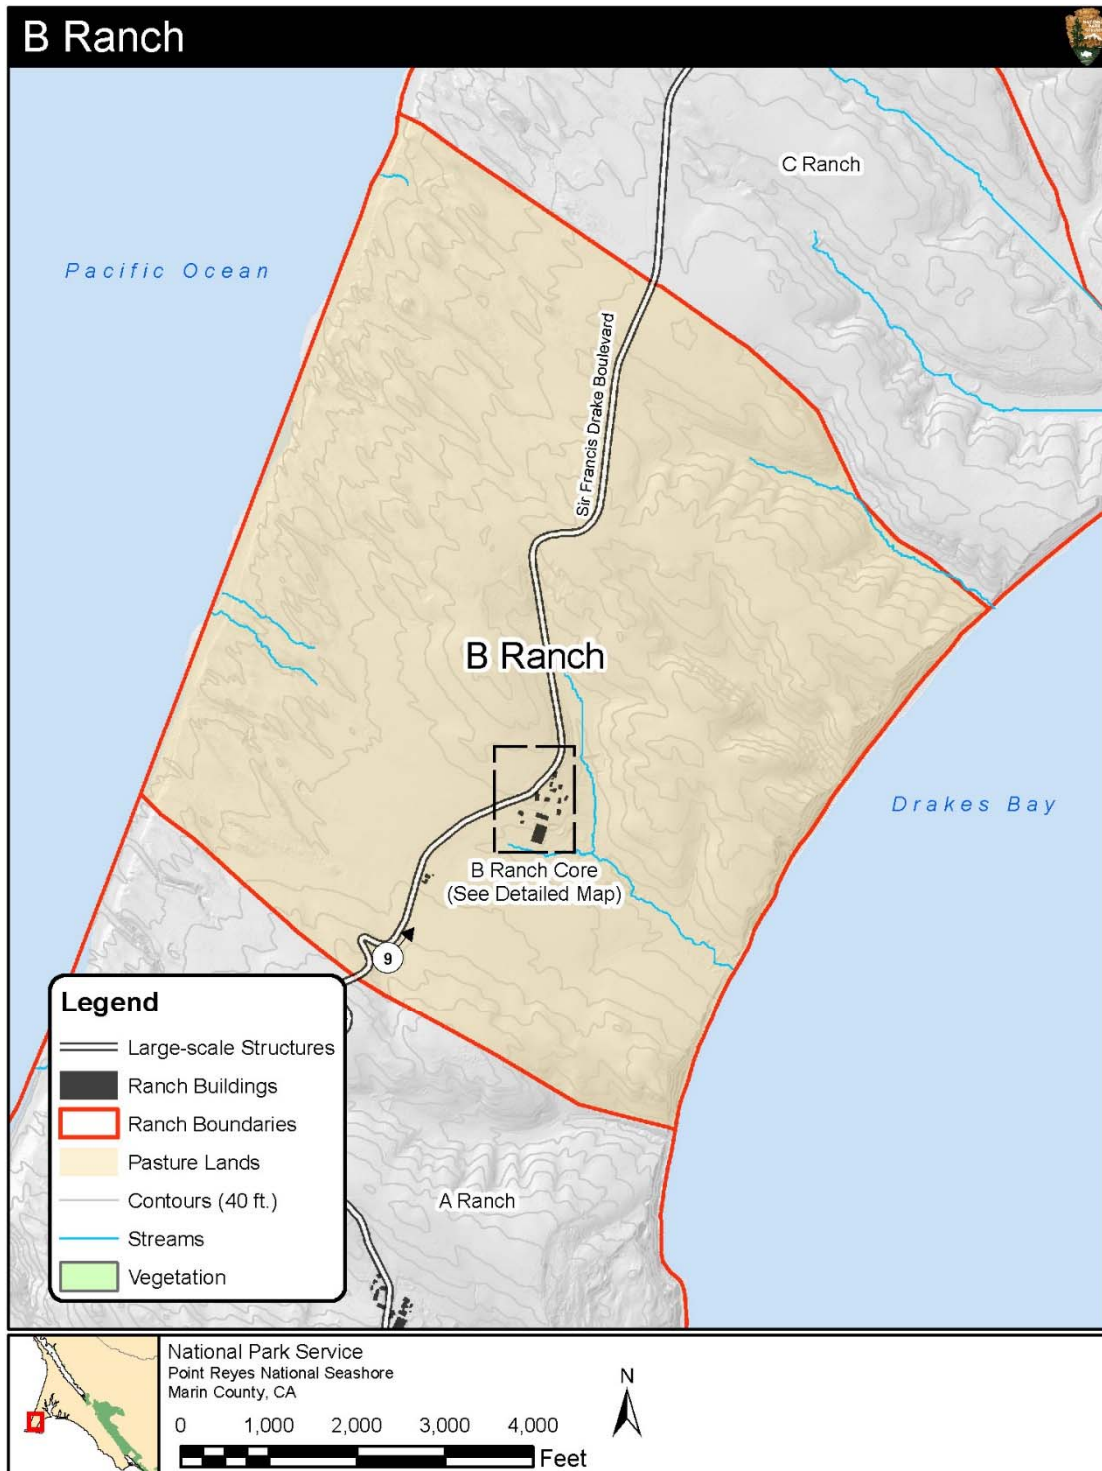 B Ranch
C Ranch
Pacific Ocean
Sir Francis Drake Boulevard
B Ranch
Drakes Bay
B Ranch Core
(See Detailed Map)
9
Legend
Large-scale Structures
Ranch Buildings
Ranch Boundaries
Pasture Lands
Contours (40 ft.)
Streams
Vegetation
A Ranch
National Park Service
Point Reyes National Seashore
Marin County, CA
0 1,000 2,000 3,000 4,000
Feet
N